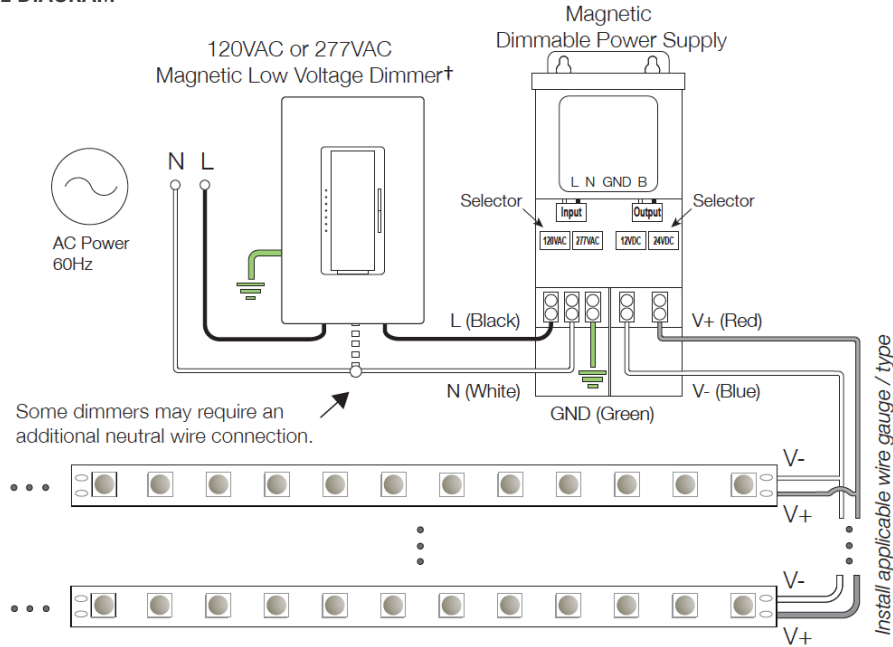 Magnetic
Dimmable Power Supply
120VAC or 277VAC
Magnetic Low Voltage Dimmer†
N L
AC Power
60Hz
L N GND B
Selector
Selector
Input
Output
120VAC 277VAC 12VDC 24VDC
L (Black)
V+ (Red)
N (White)
V- (Blue)
GND (Green)
Some dimmers may require an
additional neutral wire connection.
V-
V+
V-
V+
Install applicable wire gauge / type